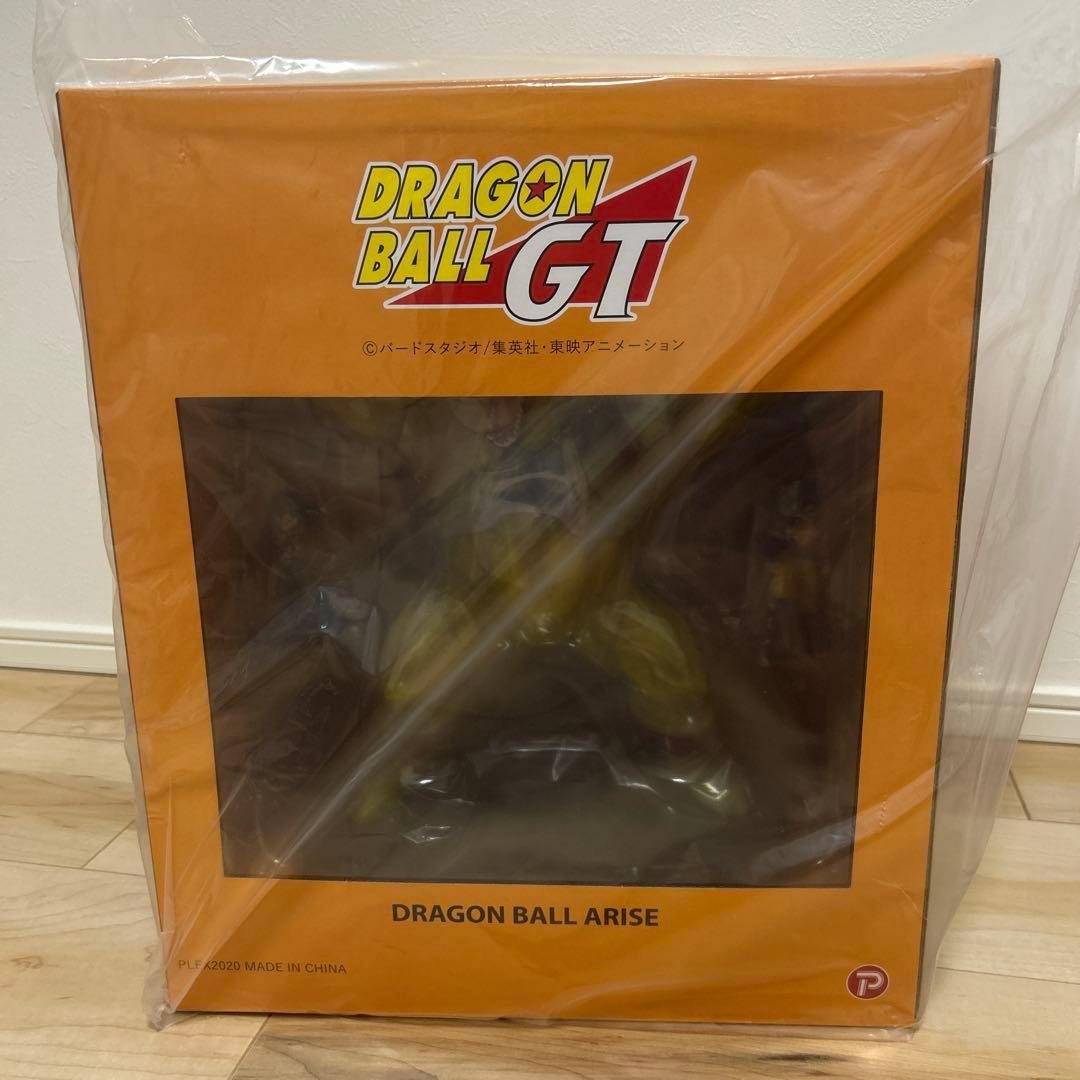 DRAGON
BALL GT
©バードスタジオ/集英社・東映アニメーション
DRAGON BALL ARISE
PLEX2020 MADE IN CHINA
P